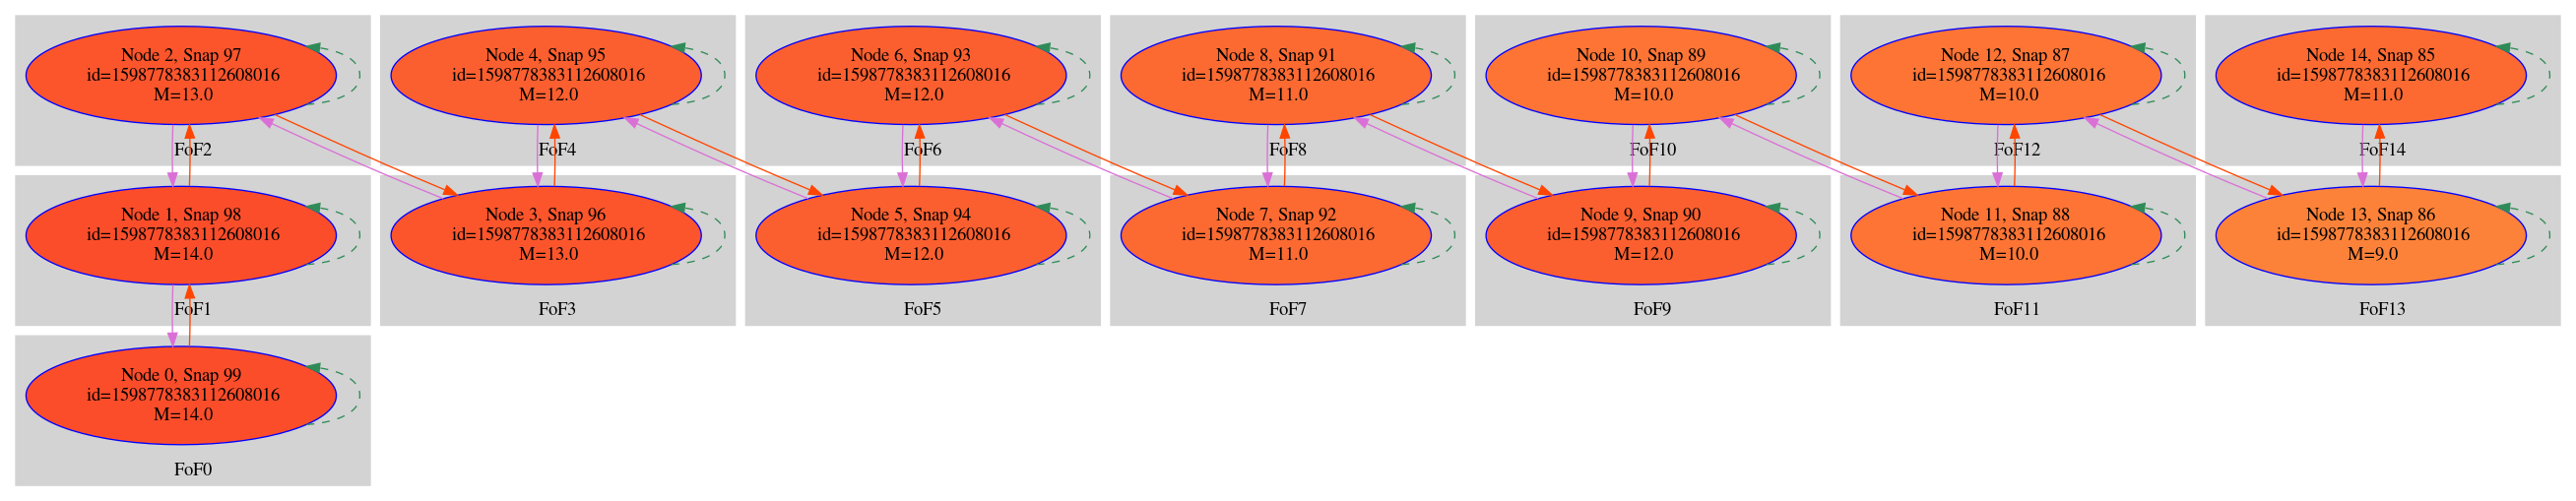 Node 2, Snap 97
id=1598778383112608016
M=13.0
FoF2
Node 4, Snap 95
id=1598778383112608016
M=12.0
FoF4
Node 6, Snap 93
id=1598778383112608016
M=12.0
FoF6
Node 8, Snap 91
id=1598778383112608016
M=11.0
FoF8
Node 10, Snap 89
id=1598778383112608016
M=10.0
FoF10
Node 12, Snap 87
id=1598778383112608016
M=10.0
FoF12
Node 14, Snap 85
id=1598778383112608016
M=11.0
FoF14
Node 1, Snap 98
id=1598778383112608016
M=14.0
FoF1
Node 3, Snap 96
id=1598778383112608016
M=13.0
FoF3
Node 5, Snap 94
id=1598778383112608016
M=12.0
FoF5
Node 7, Snap 92
id=1598778383112608016
M=11.0
FoF7
Node 9, Snap 90
id=1598778383112608016
M=12.0
FoF9
Node 11, Snap 88
id=1598778383112608016
M=10.0
FoF11
Node 13, Snap 86
id=1598778383112608016
M=9.0
FoF13
Node 0, Snap 99
id=1598778383112608016
M=14.0
FoF0